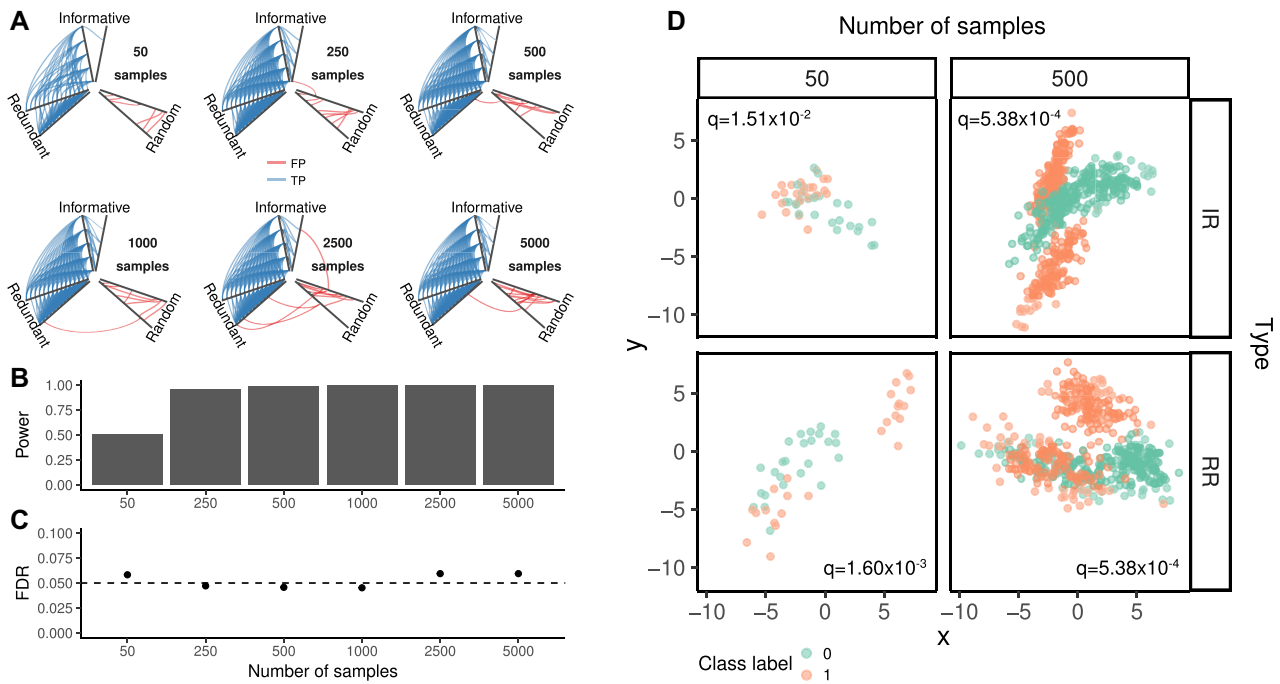 A
Informative
50
samples
Redundant
Random
Informative
250
samples
Redundant
Random
Informative
500
samples
Redundant
Random
FP
TP
Informative
1000
samples
Redundant
Random
Informative
2500
samples
Redundant
Random
Informative
5000
samples
Redundant
Random
B
Power
1.00
0.75
0.50
0.25
0.00
50 250 500 1000 2500 5000
C
FDR
0.100
0.075
0.050
0.025
0.000
50 250 500 1000 2500 5000
Number of samples
D
Number of samples
50 500
q=1.51x10⁻²
q=5.38x10⁻⁴
5
0
−5
−10
IR
y
Type
5
0
−5
−10
RR
q=1.60x10⁻³
q=5.38x10⁻⁴
−10 −5 0 5 −10 −5 0 5
x
Class label
0
1